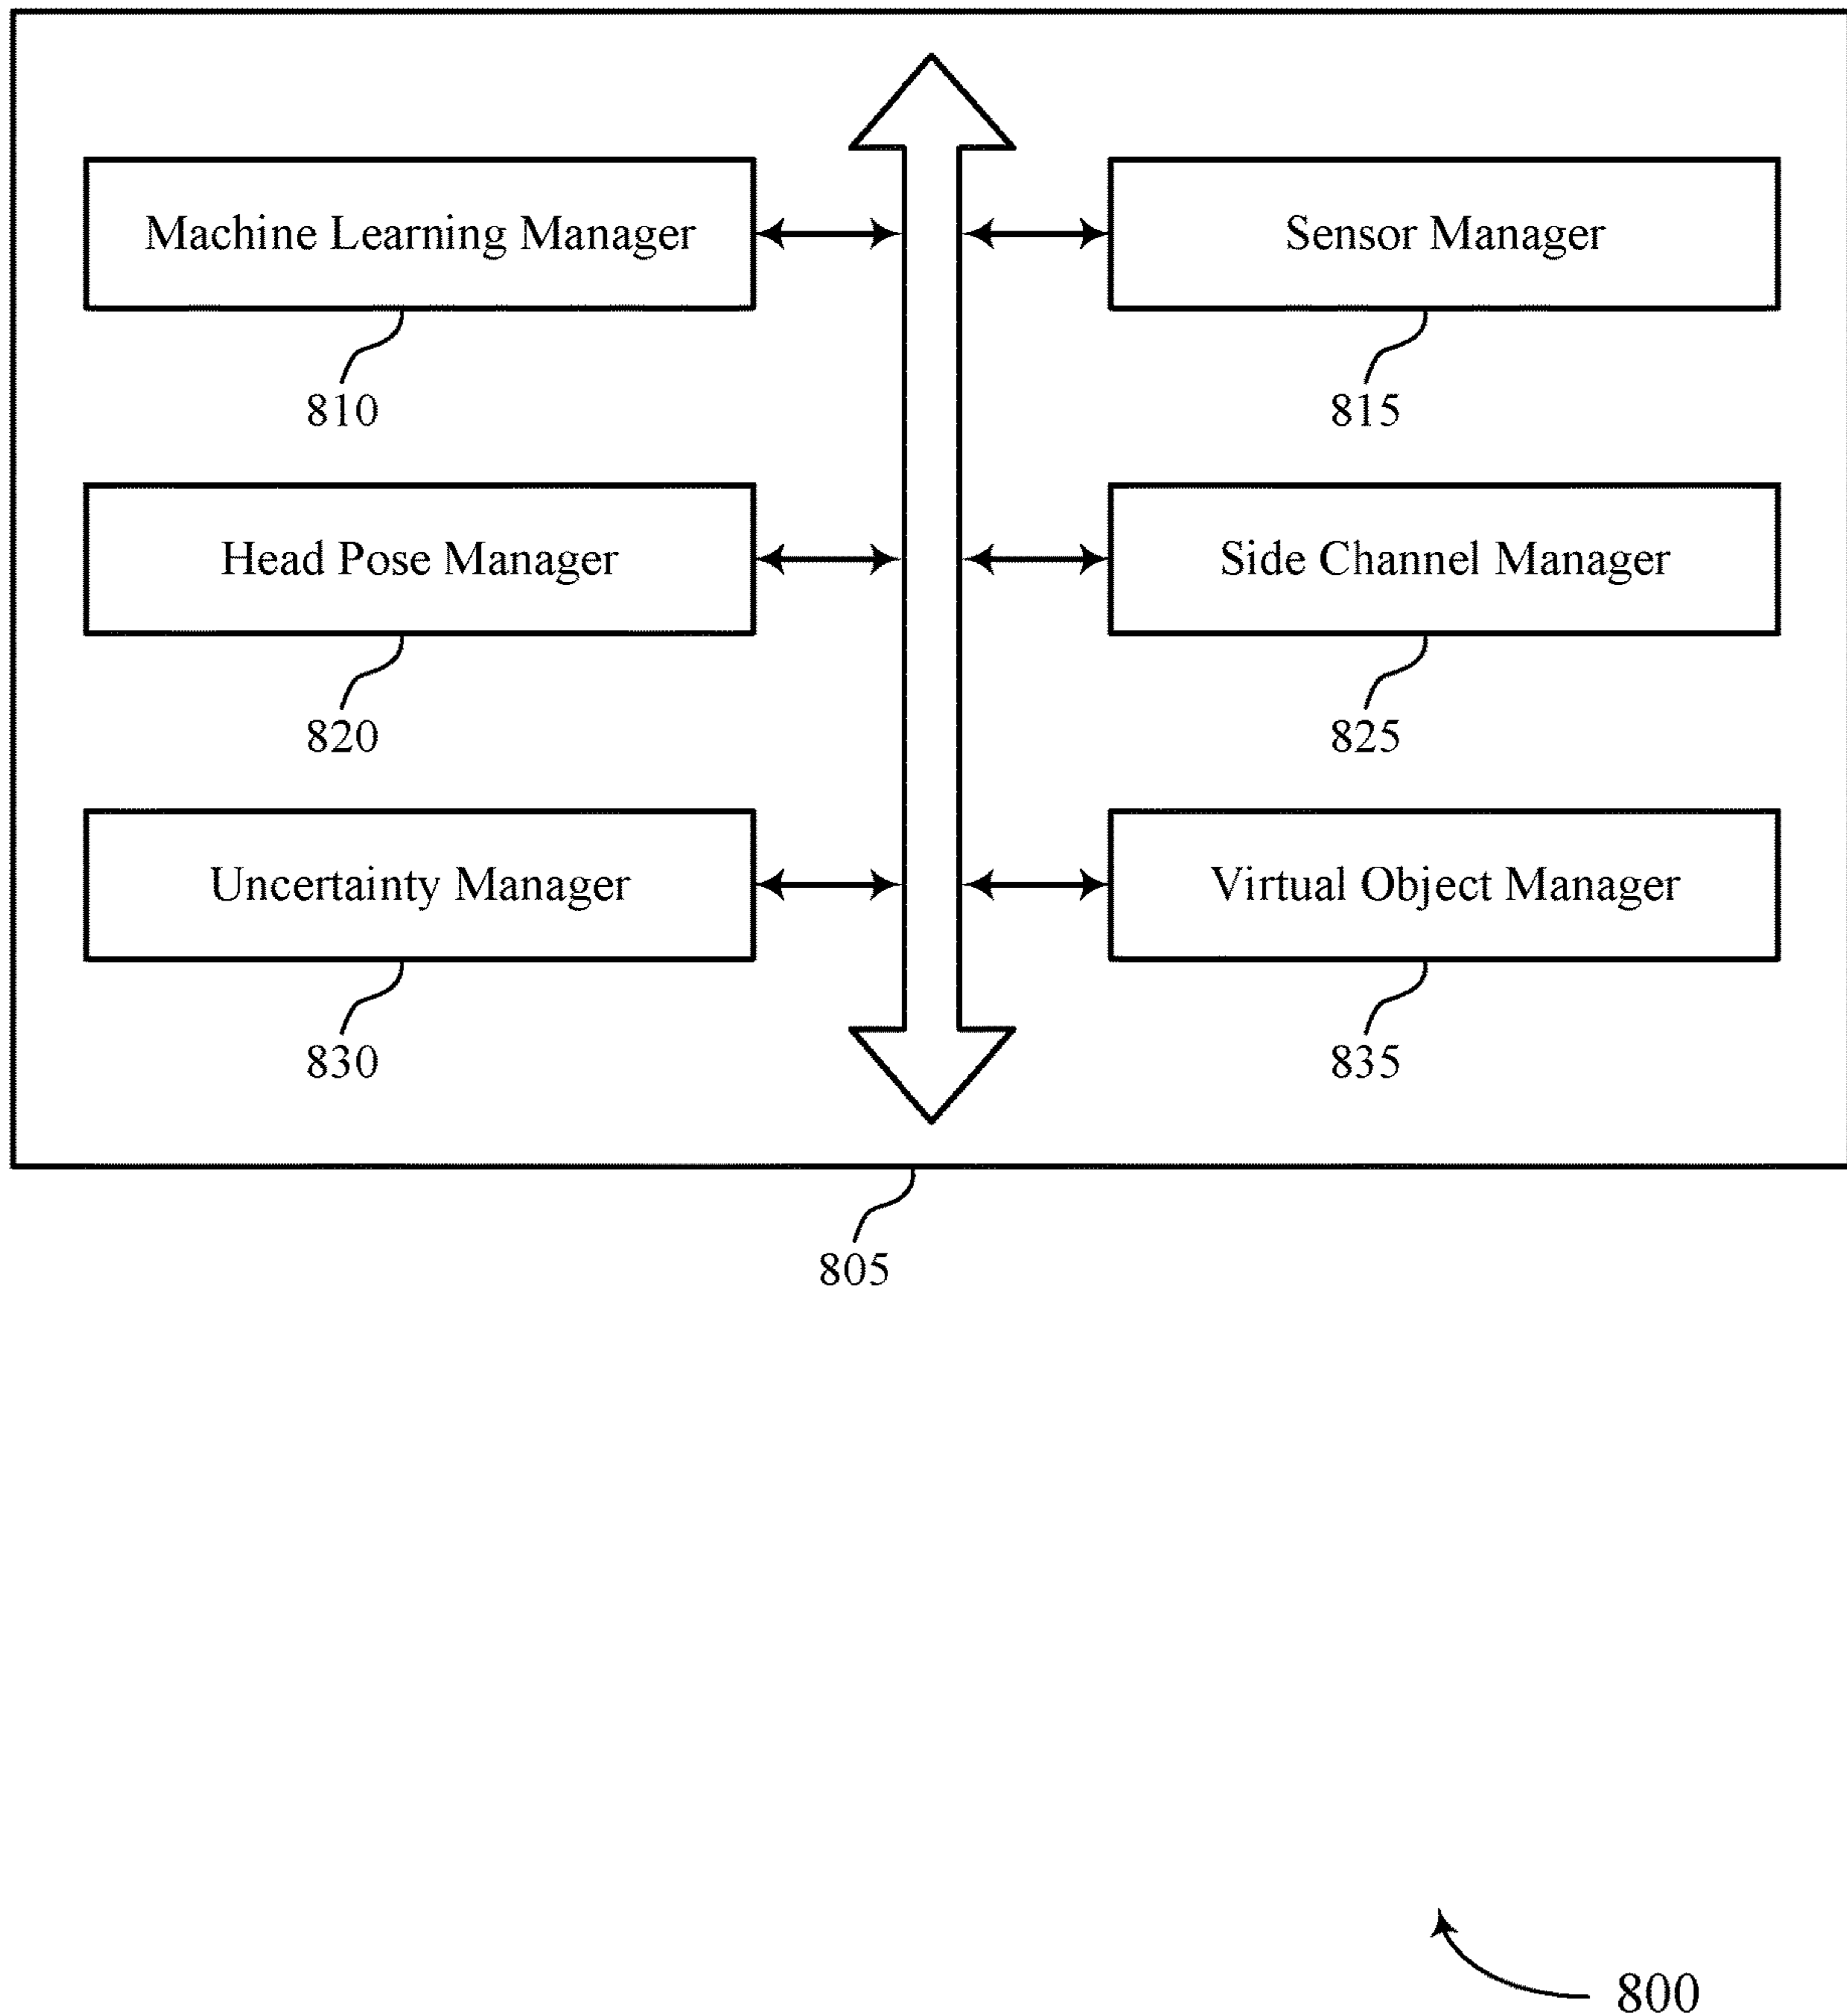 Machine Learning Manager
Sensor Manager
810
815
Head Pose Manager
Side Channel Manager
820
825
Uncertainty Manager
Virtual Object Manager
830
835
805
800